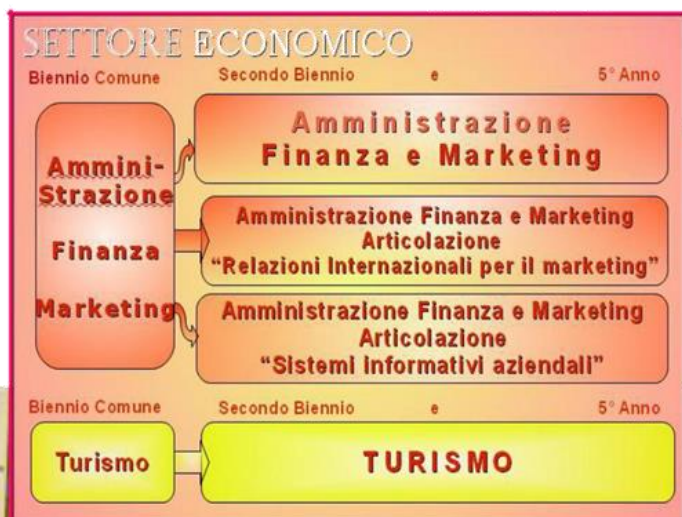 SETTORE ECONOMICO
Biennio Comune Secondo Biennio e 5° Anno
Ammini-
Strazione
Finanza
Marketing
Amministrazione
Finanza e Marketing
Amministrazione Finanza e Marketing
Articolazione
“Relazioni Internazionali per il marketing”
Amministrazione Finanza e Marketing
Articolazione
“Sistemi informativi aziendali”
Biennio Comune Secondo Biennio e 5° Anno
Turismo
TURISMO